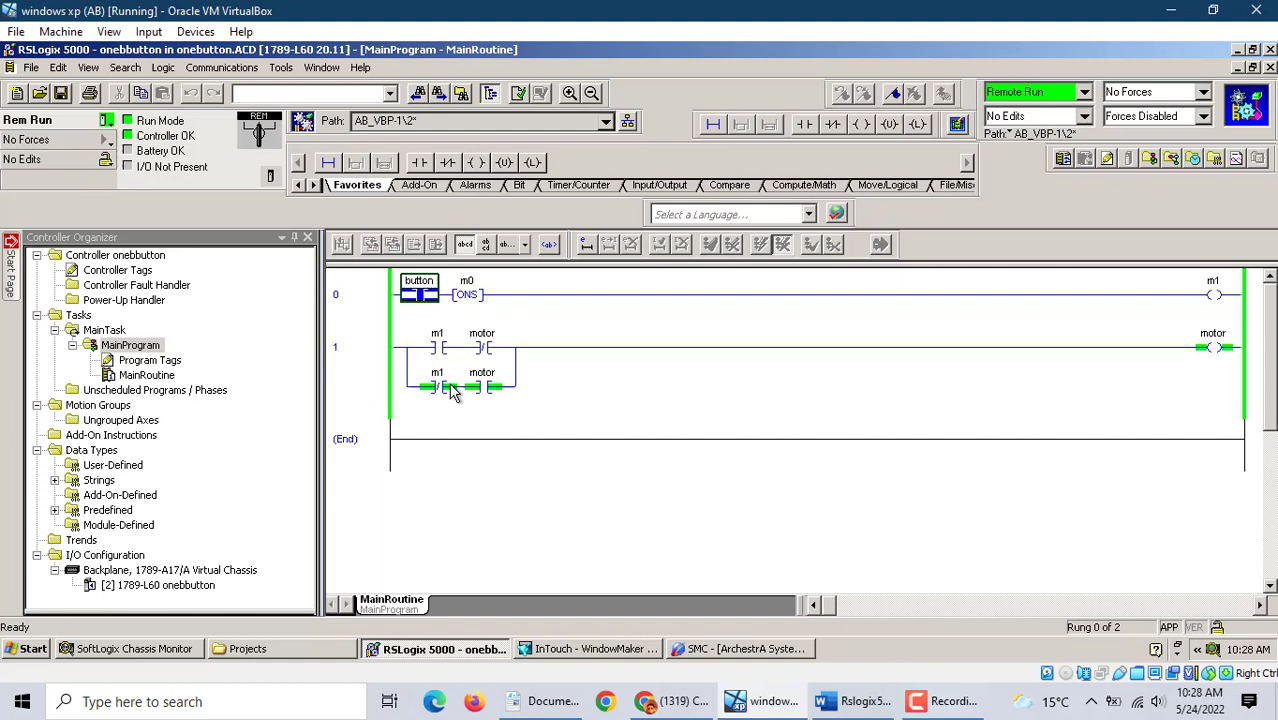 windows xp (AB) [Running] - Oracle VM VirtualBox
File Machine View Input Devices Help
RSLogix 5000 - onebbutton in onebutton.ACD [1789-L60 20.11] - [MainProgram - MainRoutine]
File Edit View Search Logic Communications Tools Window Help
Rem Run
No Forces
No Edits
Run Mode
Controller OK
Battery OK
I/O Not Present
REM
Path: AB_VBP-1\2*
Remote Run
No Forces
No Edits
Forces Disabled
Path:* AB_VBP-1\2*
Favorites Add-On Alarms Bit Timer/Counter Input/Output Compare Compute/Math Move/Logical File/Misc
Select a Language...
Start Page
Controller Organizer
Controller onebbutton
Controller Tags
Controller Fault Handler
Power-Up Handler
Tasks
MainTask
MainProgram
Program Tags
MainRoutine
Unscheduled Programs / Phases
Motion Groups
Ungrouped Axes
Add-On Instructions
Data Types
User-Defined
Strings
Add-On-Defined
Predefined
Module-Defined
Trends
I/O Configuration
Backplane, 1789-A17/A Virtual Chassis
[2] 1789-L60 onebbutton
button m0 m1
0 ONS
m1 motor motor
1
m1 motor
(End)
MainRoutine
MainProgram
Ready
Rung 0 of 2 APP VER
Start SoftLogix Chassis Monitor Projects RSLogix 5000 - onebb... InTouch - WindowMaker ... SMC - [ArchestrA Syste... 10:28 AM
Right Ctrl
Type here to search
Docume...
(1319) C...
window...
Rslogix5...
Recordi...
15°C
10:28 AM
5/24/2022